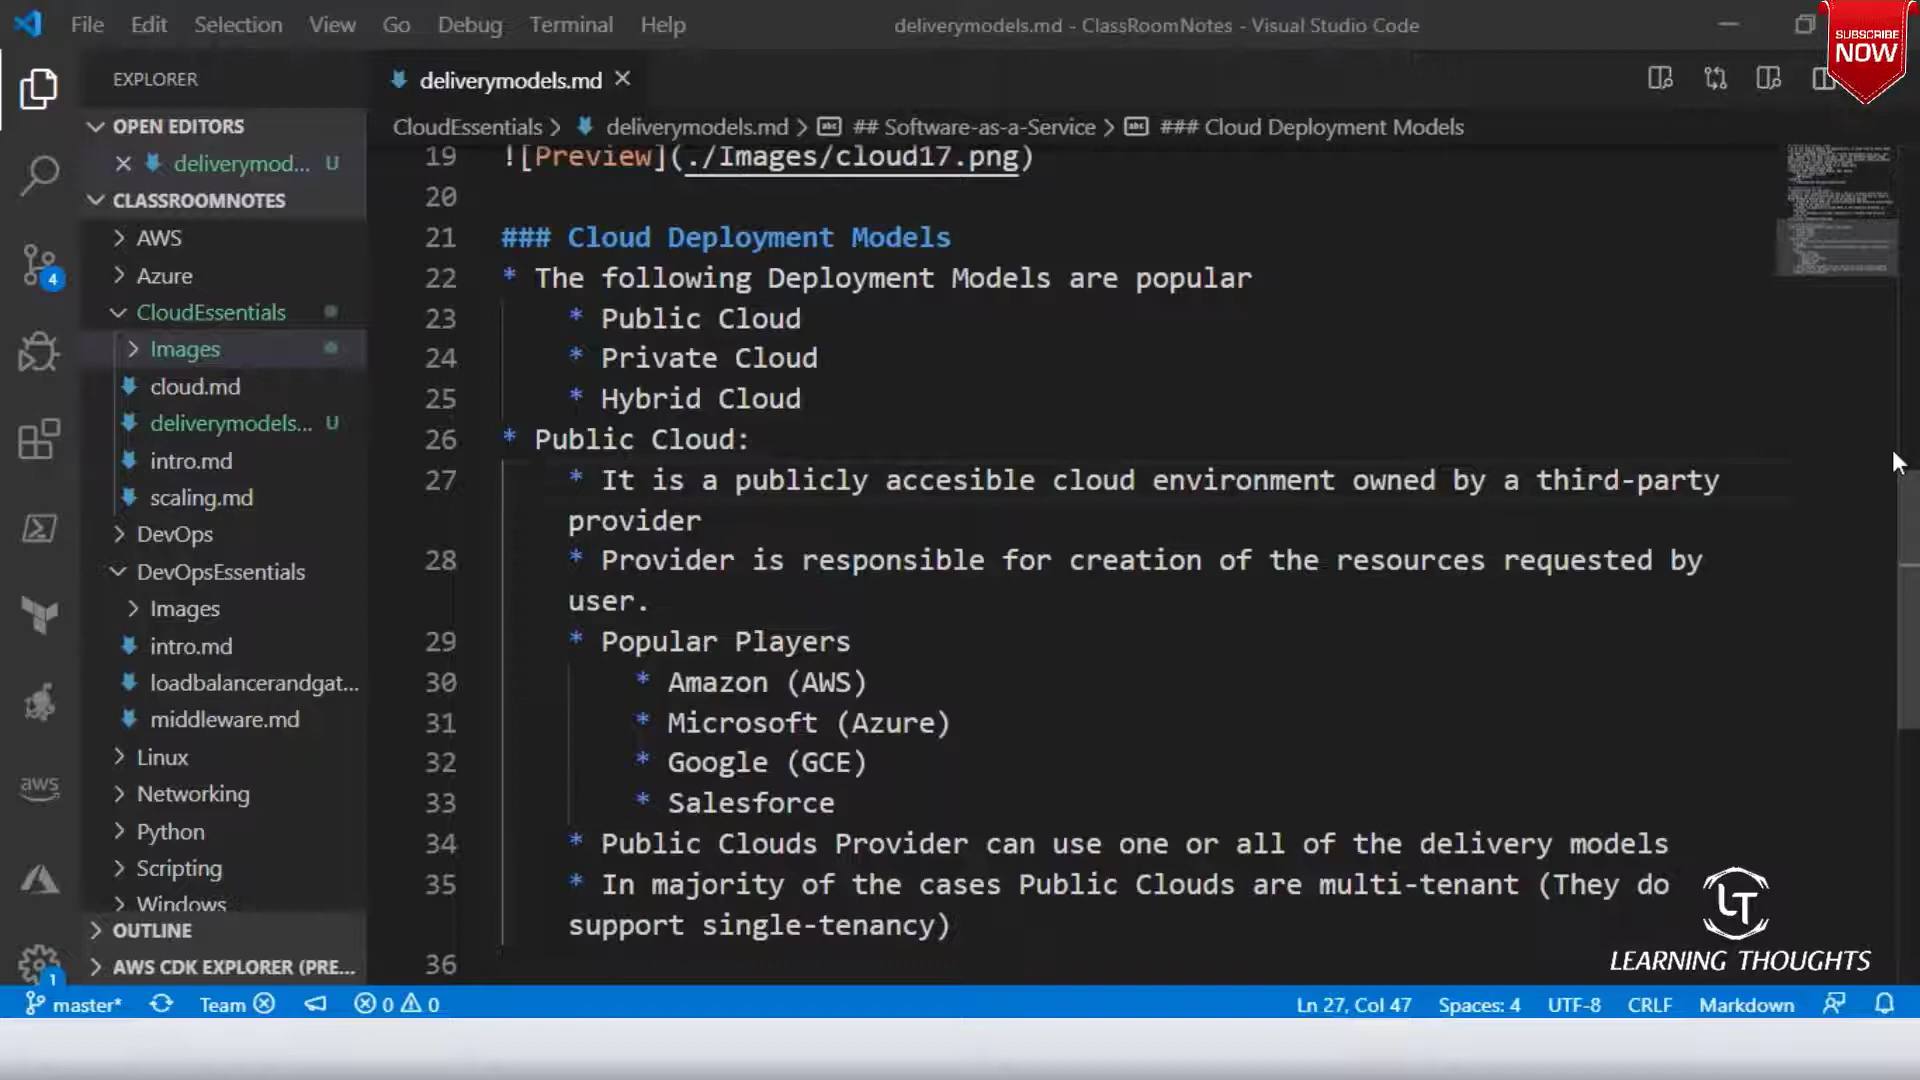 File Edit Selection View Go Debug Terminal Help deliverymodels.md - ClassRoomNotes - Visual Studio Code
SUBSCRIBE
NOW
EXPLORER
OPEN EDITORS
deliverymod... U
CLASSROOMNOTES
AWS
Azure
CloudEssentials
Images
cloud.md
deliverymodels... U
intro.md
scaling.md
DevOps
DevOpsEssentials
Images
intro.md
loadbalancerandgat...
middleware.md
Linux
Networking
Python
Scripting
Windows
OUTLINE
AWS CDK EXPLORER (PRE...
4
aws
1
deliverymodels.md
CloudEssentials > deliverymodels.md > abc ## Software-as-a-Service > abc ### Cloud Deployment Models
19 ![Preview](./Images/cloud17.png)
20
21 ### Cloud Deployment Models
22 * The following Deployment Models are popular
23 * Public Cloud
24 * Private Cloud
25 * Hybrid Cloud
26 * Public Cloud:
27 * It is a publicly accesible cloud environment owned by a third-party
provider
28 * Provider is responsible for creation of the resources requested by
user.
29 * Popular Players
30 * Amazon (AWS)
31 * Microsoft (Azure)
32 * Google (GCE)
33 * Salesforce
34 * Public Clouds Provider can use one or all of the delivery models
35 * In majority of the cases Public Clouds are multi-tenant (They do
support single-tenancy)
36
LT
LEARNING THOUGHTS
master* Team 0 0 Ln 27, Col 47 Spaces: 4 UTF-8 CRLF Markdown